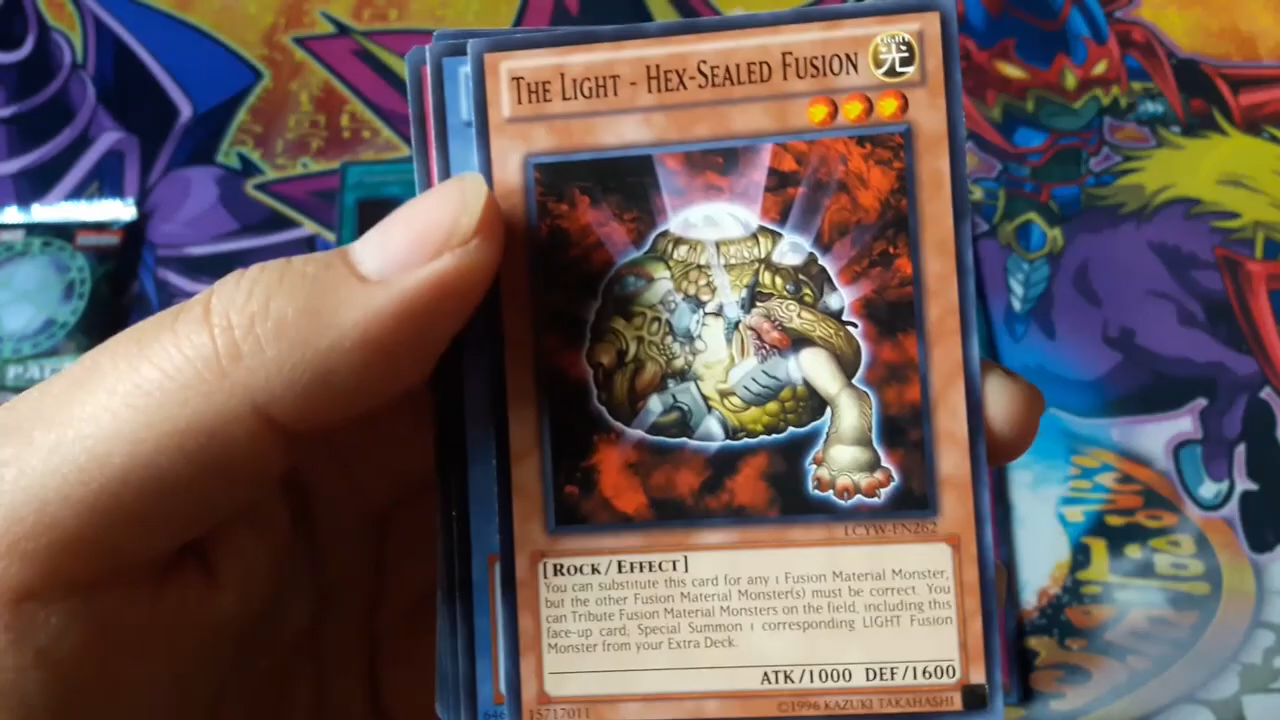 THE LIGHT - HEX-SEALED FUSION
LIGHT
光
LCYW-EN262
[ROCK/EFFECT]
You can substitute this card for any 1 Fusion Material Monster,
but the other Fusion Material Monster(s) must be correct. You
can Tribute Fusion Material Monsters on the field, including this
face-up card; Special Summon 1 corresponding LIGHT Fusion
Monster from your Extra Deck.
ATK/1000 DEF/1600
15717011
©1996 KAZUKI TAKAHASHI
646